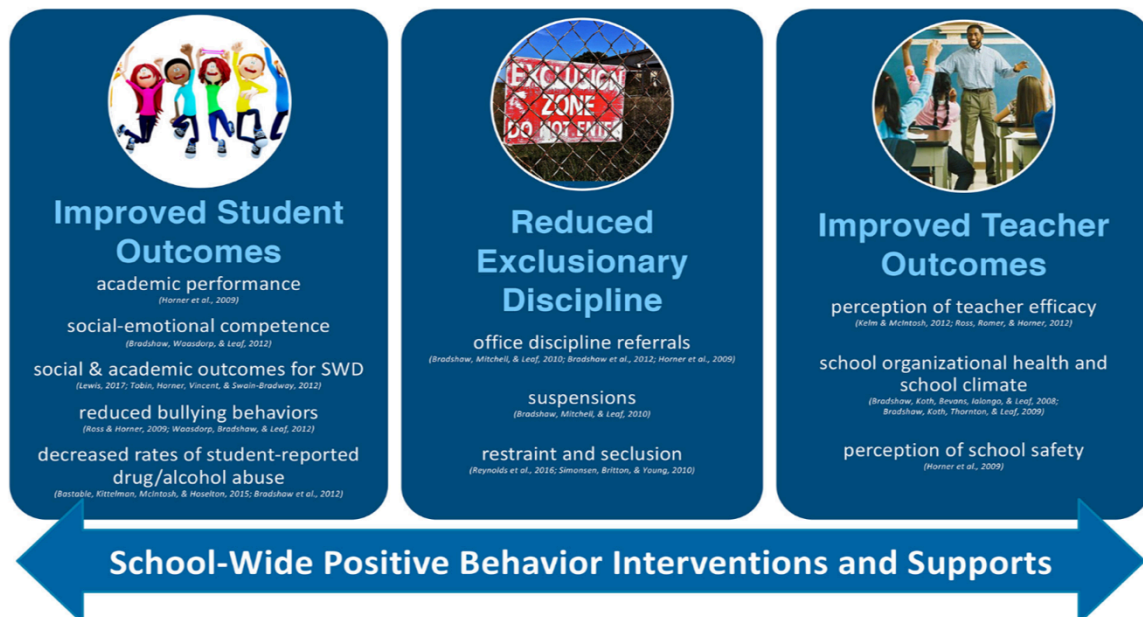 EXCLUSION
ZONE
DO NOT ENTER
Improved Student
Outcomes
academic performance
(Horner et al., 2009)
social-emotional competence
(Bradshaw, Waasdorp, & Leaf, 2012)
social & academic outcomes for SWD
(Lewis, 2017; Tobin, Horner, Vincent, & Swain-Bradway, 2012)
reduced bullying behaviors
(Ross & Horner, 2009; Waasdorp, Bradshaw, & Leaf, 2012)
decreased rates of student-reported
drug/alcohol abuse
(Bastable, Kittelman, McIntosh, & Hoselton, 2015; Bradshaw et al., 2012)
Reduced
Exclusionary
Discipline
office discipline referrals
(Bradshaw, Mitchell, & Leaf, 2010; Bradshaw et al., 2012; Horner et al., 2009)
suspensions
(Bradshaw, Mitchell, & Leaf, 2010)
restraint and seclusion
(Reynolds et al., 2016; Simonsen, Britton, & Young, 2010)
Improved Teacher
Outcomes
perception of teacher efficacy
(Kelm & McIntosh, 2012; Ross, Romer, & Horner, 2012)
school organizational health and
school climate
(Bradshaw, Koth, Bevans, Ialongo, & Leaf, 2008;
Bradshaw, Koth, Thornton, & Leaf, 2009)
perception of school safety
(Horner et al., 2009)
School-Wide Positive Behavior Interventions and Supports